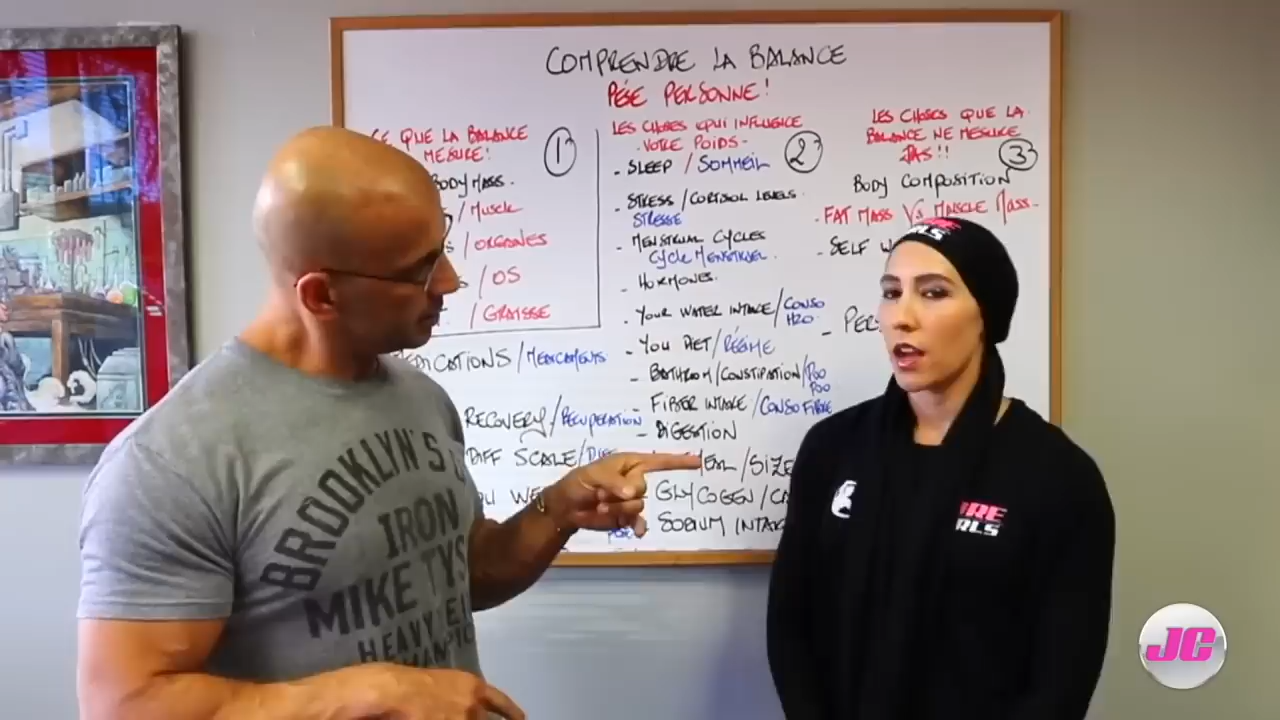 COMPRENDRE LA BALANCE
PÈSE PERSONNE!
CE QUE LA BALANCE
MESURE!
1
BODY MASS.
/ MUSCLE
/ ORGANES
/ OS
/ GRAISSE
LES CHOSES QUI INFLUENCE
VOTRE POIDS-
2
- SLEEP / SOMMEIL
- STRESS / CORTISOL LEVELS
STRESSE
- MENSTRUAL CYCLES
CYCLE MENSTRUEL.
- HORMONES.
- YOUR WATER INTAKE / CONSO
H2O.
- YOU DIET / RÉGIME
- BATHROOM / CONSTIPATION / POO
POO
- FIBER INTAKE / CONSO FIBRE
- DIGESTION
/ SIZE
GLYCOGEN /
SODIUM INTAKE
LES CHOSES QUE LA
BALANCE NE MESURE
PAS!!
3
BODY COMPOSITION
- FAT MASS VS MUSCLE MASS-
- SELF
/ MEDICAMENTS
RECOVERY / RECUPERATION
DIFF SCALE /
BROOKLYN'S
IRON
MIKE TYS
HEAVY
JC